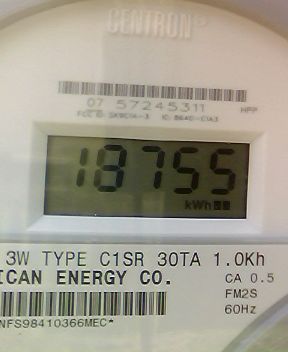 CENTRON®
07 57245311
HPP
18755
kWh
3W TYPE C1SR 30TA 1.0Kh
ICAN ENERGY CO.
CA 0.5
FM2S
60Hz
NFS98410366MEC*